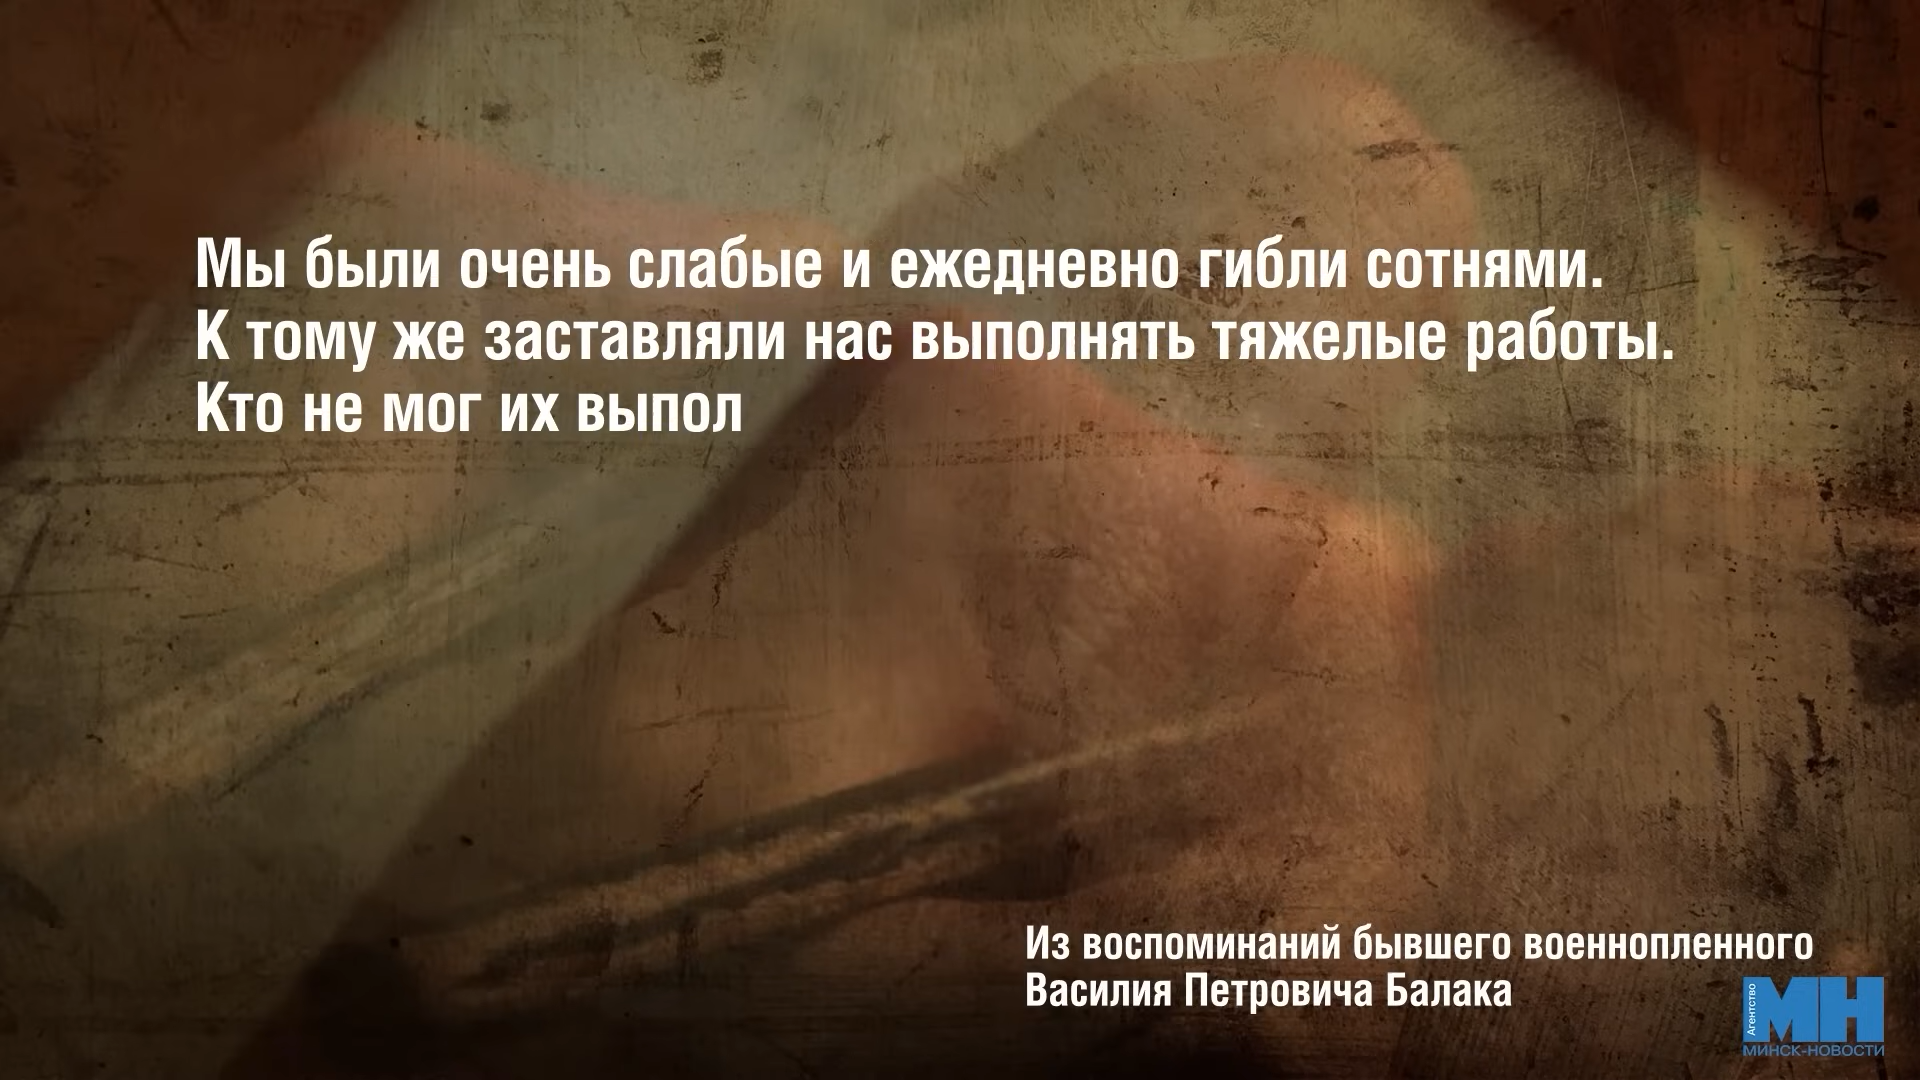 Мы были очень слабые и ежедневно гибли сотнями.
К тому же заставляли нас выполнять тяжелые работы.
Кто не мог их выпол
Из воспоминаний бывшего военнопленного
Василия Петровича Балака
Агентство
МН
МИНСК-НОВОСТИ